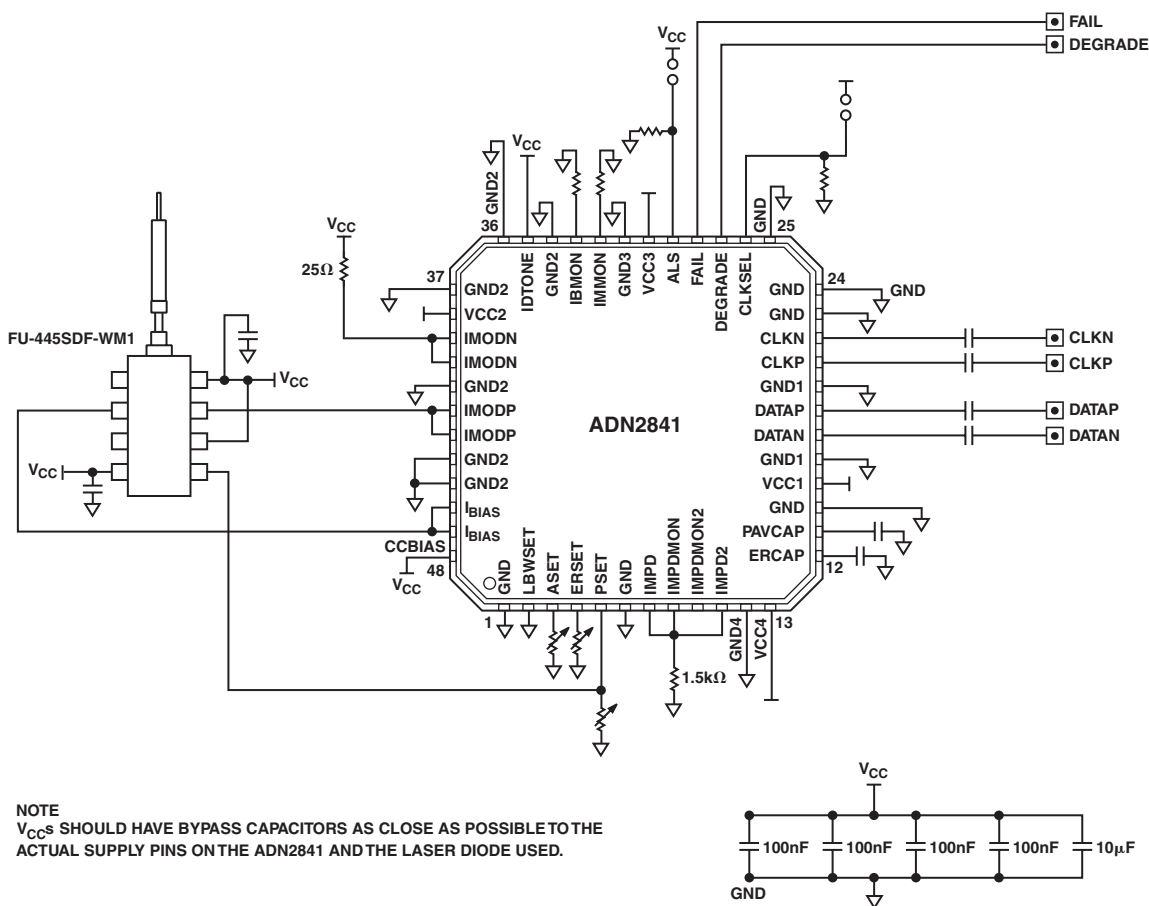 FAIL
DEGRADE
VCC
VCC
GND2
36
GND
25
VCC
25Ω
37
24
IDTONE
GND2
IBMON
IMMON
GND3
VCC3
ALS
FAIL
DEGRADE
CLKSEL
GND2
VCC2
IMODN
IMODN
GND2
IMODP
IMODP
GND2
GND2
IBIAS
IBIAS
CCBIAS
48
VCC
FU-445SDF-WM1
VCC
VCC
ADN2841
GND
GND
GND
CLKN
CLKN
CLKP
CLKP
GND1
DATAP
DATAP
DATAN
DATAN
GND1
VCC1
GND
PAVCAP
ERCAP
12
GND
LBWSET
ASET
ERSET
PSET
GND
IMPD
IMPDMON
IMPDMON2
IMPD2
1
GND4
VCC4
13
1.5kΩ
NOTE
VCCs SHOULD HAVE BYPASS CAPACITORS AS CLOSE AS POSSIBLE TO THE
ACTUAL SUPPLY PINS ON THE ADN2841 AND THE LASER DIODE USED.
VCC
100nF
100nF
100nF
100nF
10µF
GND